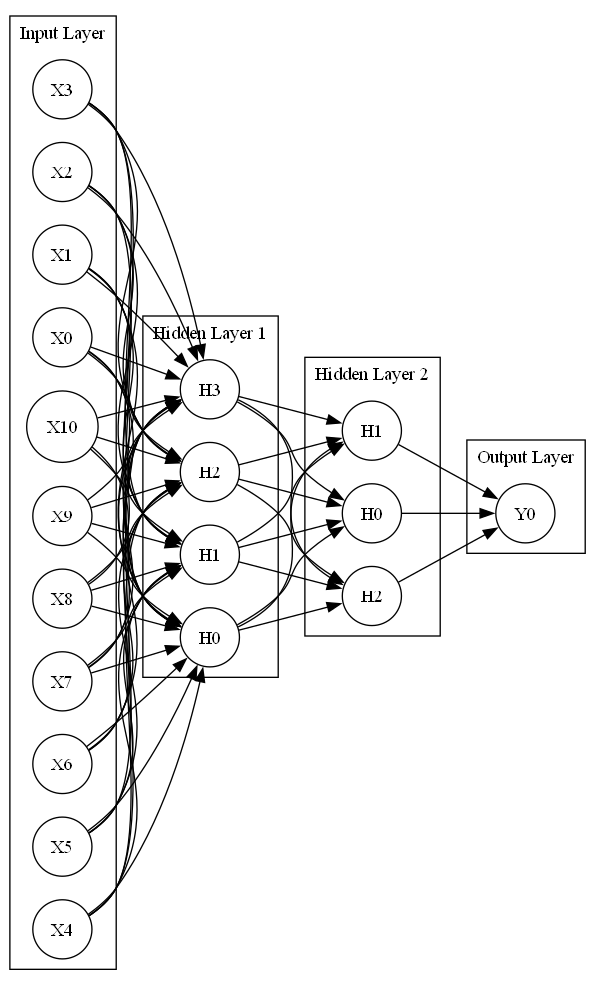 Input Layer
X3
X2
X1
X0
X10
X9
X8
X7
X6
X5
X4
Hidden Layer 1
H3
H2
H1
H0
Hidden Layer 2
H1
H0
H2
Output Layer
Y0